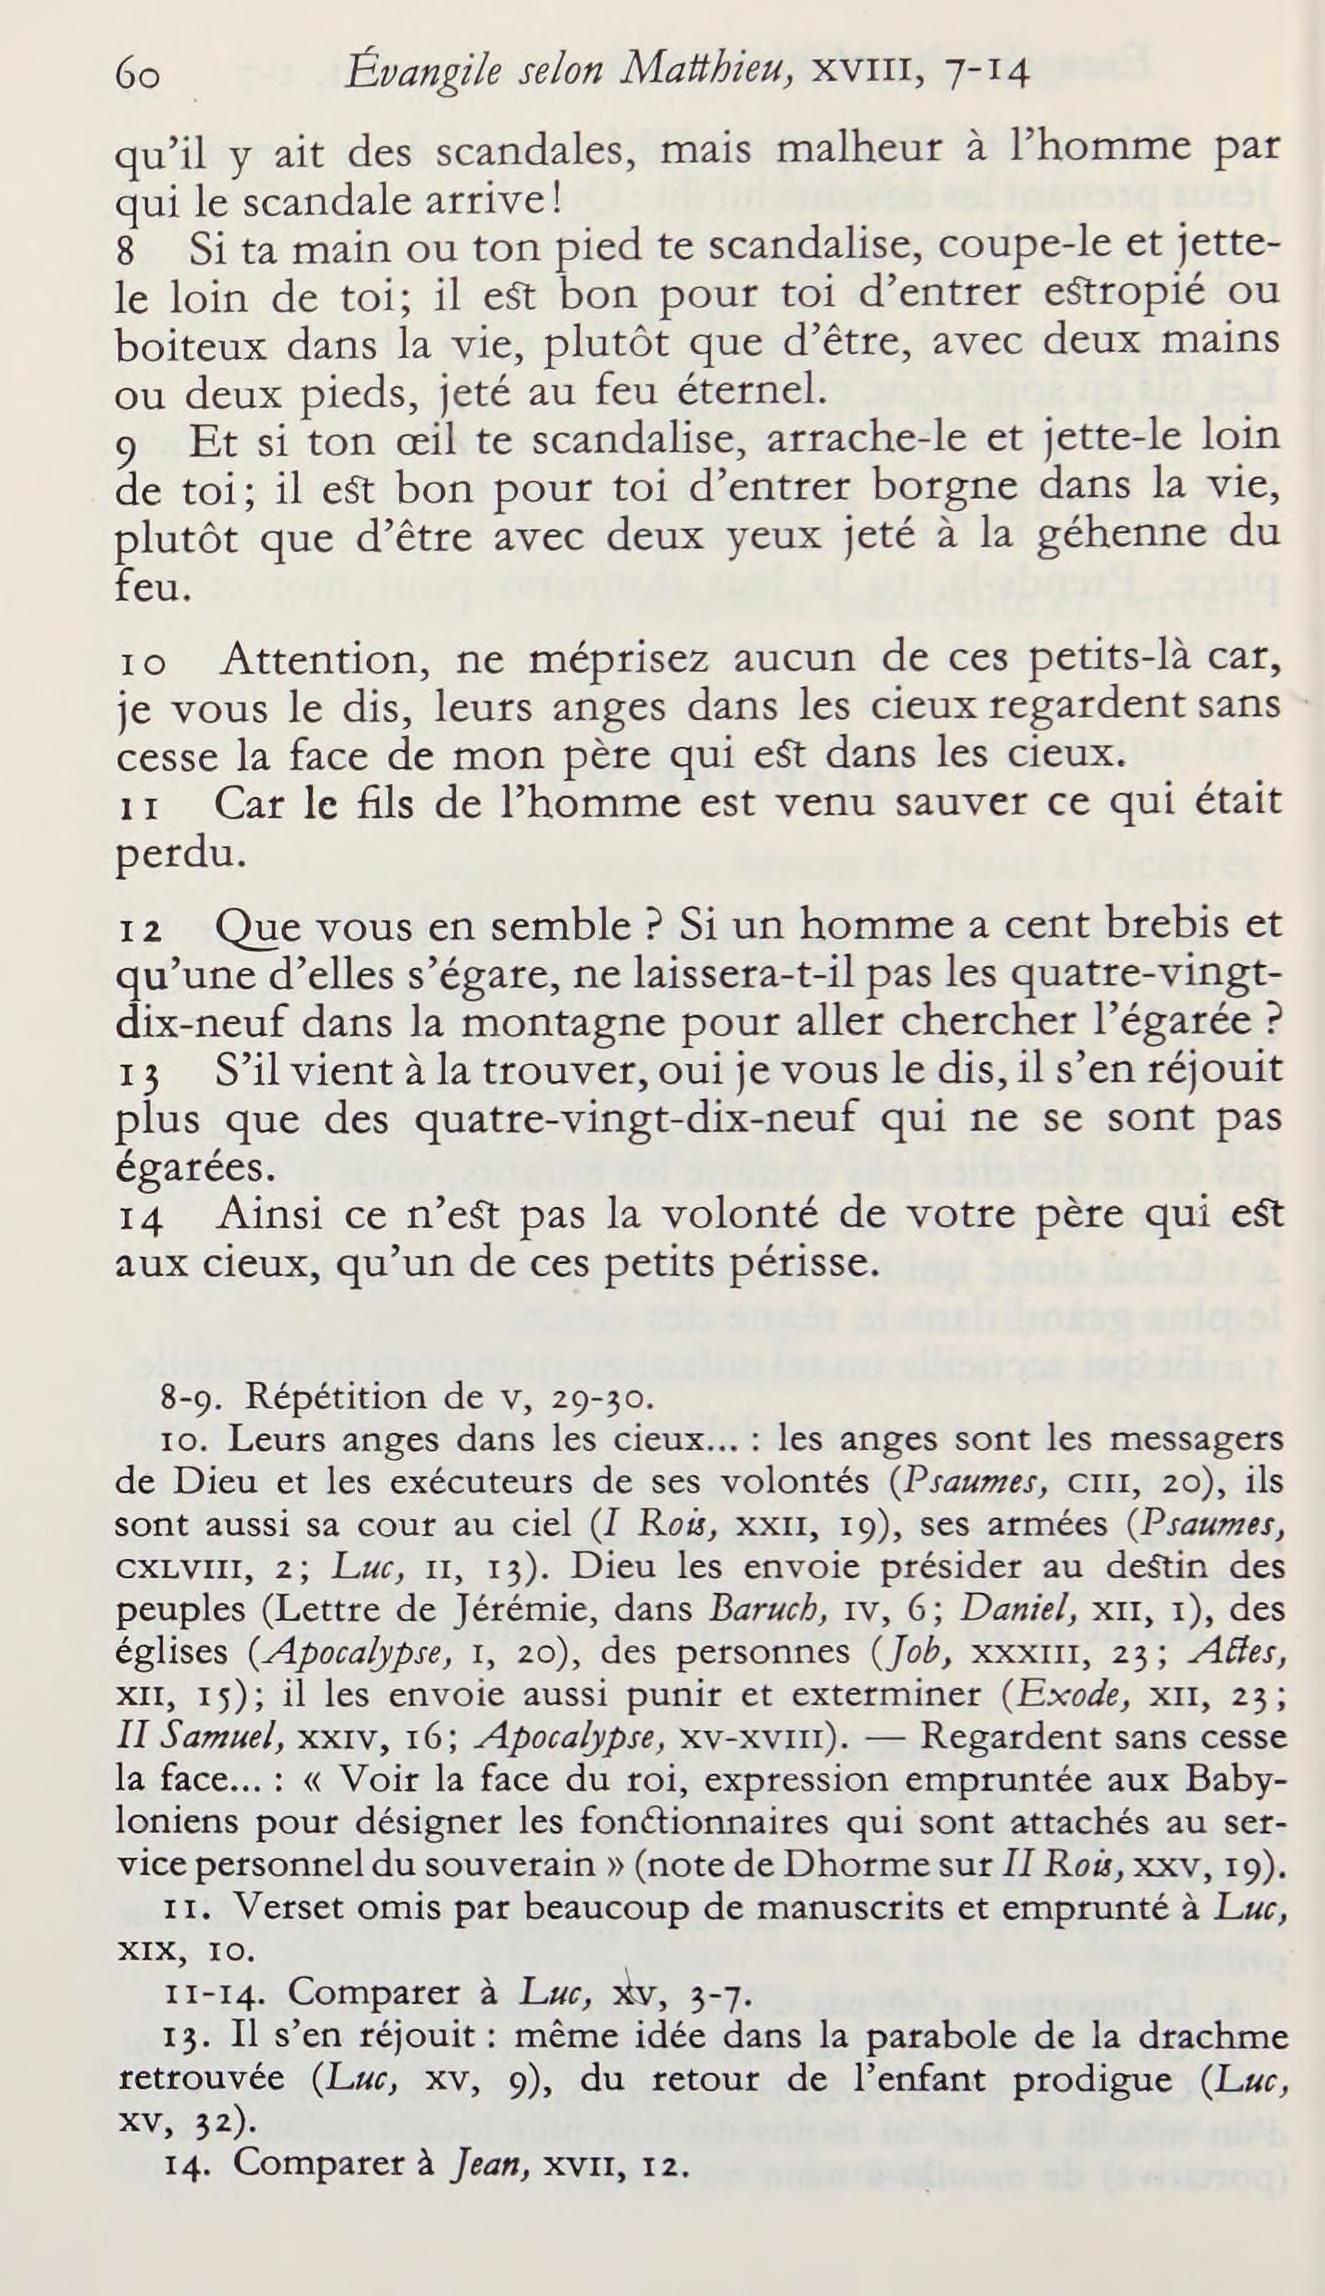 60 Évangile selon Matthieu, XVIII, 7-14
qu’il y ait des scandales, mais malheur à l’homme par
qui le scandale arrive !
8 Si ta main ou ton pied te scandalise, coupe-le et jette-
le loin de toi; il est bon pour toi d’entrer estropié ou
boiteux dans la vie, plutôt que d’être, avec deux mains
ou deux pieds, jeté au feu éternel.
9 Et si ton œil te scandalise, arrache-le et jette-le loin
de toi; il est bon pour toi d’entrer borgne dans la vie,
plutôt que d’être avec deux yeux jeté à la géhenne du
feu.
10 Attention, ne méprisez aucun de ces petits-là car,
je vous le dis, leurs anges dans les cieux regardent sans
cesse la face de mon père qui est dans les cieux.
11 Car le fils de l’homme est venu sauver ce qui était
perdu.
12 Que vous en semble ? Si un homme a cent brebis et
qu’une d’elles s’égare, ne laissera-t-il pas les quatre-vingt-
dix-neuf dans la montagne pour aller chercher l’égarée ?
13 S’il vient à la trouver, oui je vous le dis, il s’en réjouit
plus que des quatre-vingt-dix-neuf qui ne se sont pas
égarées.
14 Ainsi ce n’est pas la volonté de votre père qui est
aux cieux, qu’un de ces petits périsse.
8-9. Répétition de V, 29-30.
10. Leurs anges dans les cieux... : les anges sont les messagers
de Dieu et les exécuteurs de ses volontés (Psaumes, CIII, 20), ils
sont aussi sa cour au ciel (I Rois, XXII, 19), ses armées (Psaumes,
CXLVIII, 2; Luc, II, 13). Dieu les envoie présider au destin des
peuples (Lettre de Jérémie, dans Baruch, IV, 6; Daniel, XII, 1), des
églises (Apocalypse, I, 20), des personnes (Job, XXXIII, 23; Actes,
XII, 15); il les envoie aussi punir et exterminer (Exode, XII, 23;
II Samuel, XXIV, 16; Apocalypse, XV-XVIII). — Regardent sans cesse
la face... : « Voir la face du roi, expression empruntée aux Baby-
loniens pour désigner les fonctionnaires qui sont attachés au ser-
vice personnel du souverain » (note de Dhorme sur II Rois, XXV, 19).
11. Verset omis par beaucoup de manuscrits et emprunté à Luc,
XIX, 10.
11-14. Comparer à Luc, XV, 3-7.
13. Il s’en réjouit : même idée dans la parabole de la drachme
retrouvée (Luc, XV, 9), du retour de l’enfant prodigue (Luc,
XV, 32).
14. Comparer à Jean, XVII, 12.